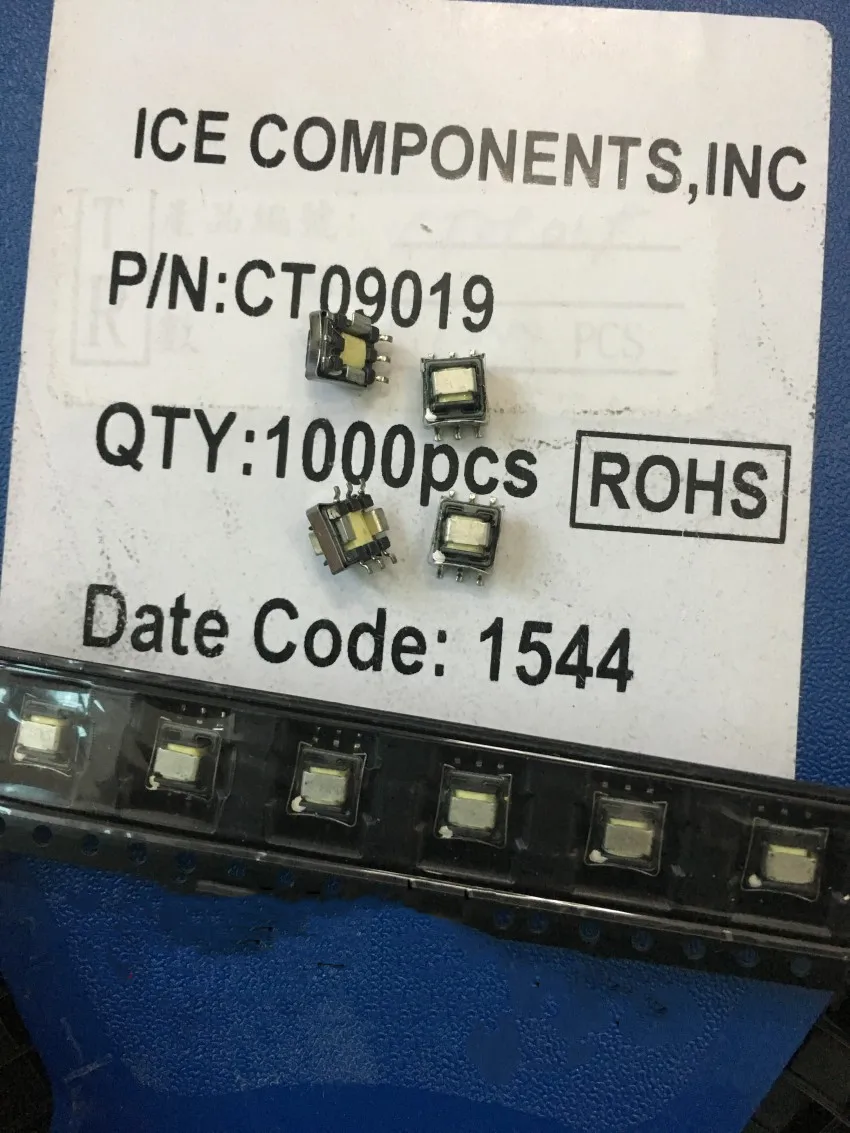 ICE COMPONENTS,INC
P/N:CT09019
PCS
QTY:1000pcs
ROHS
Date Code: 1544